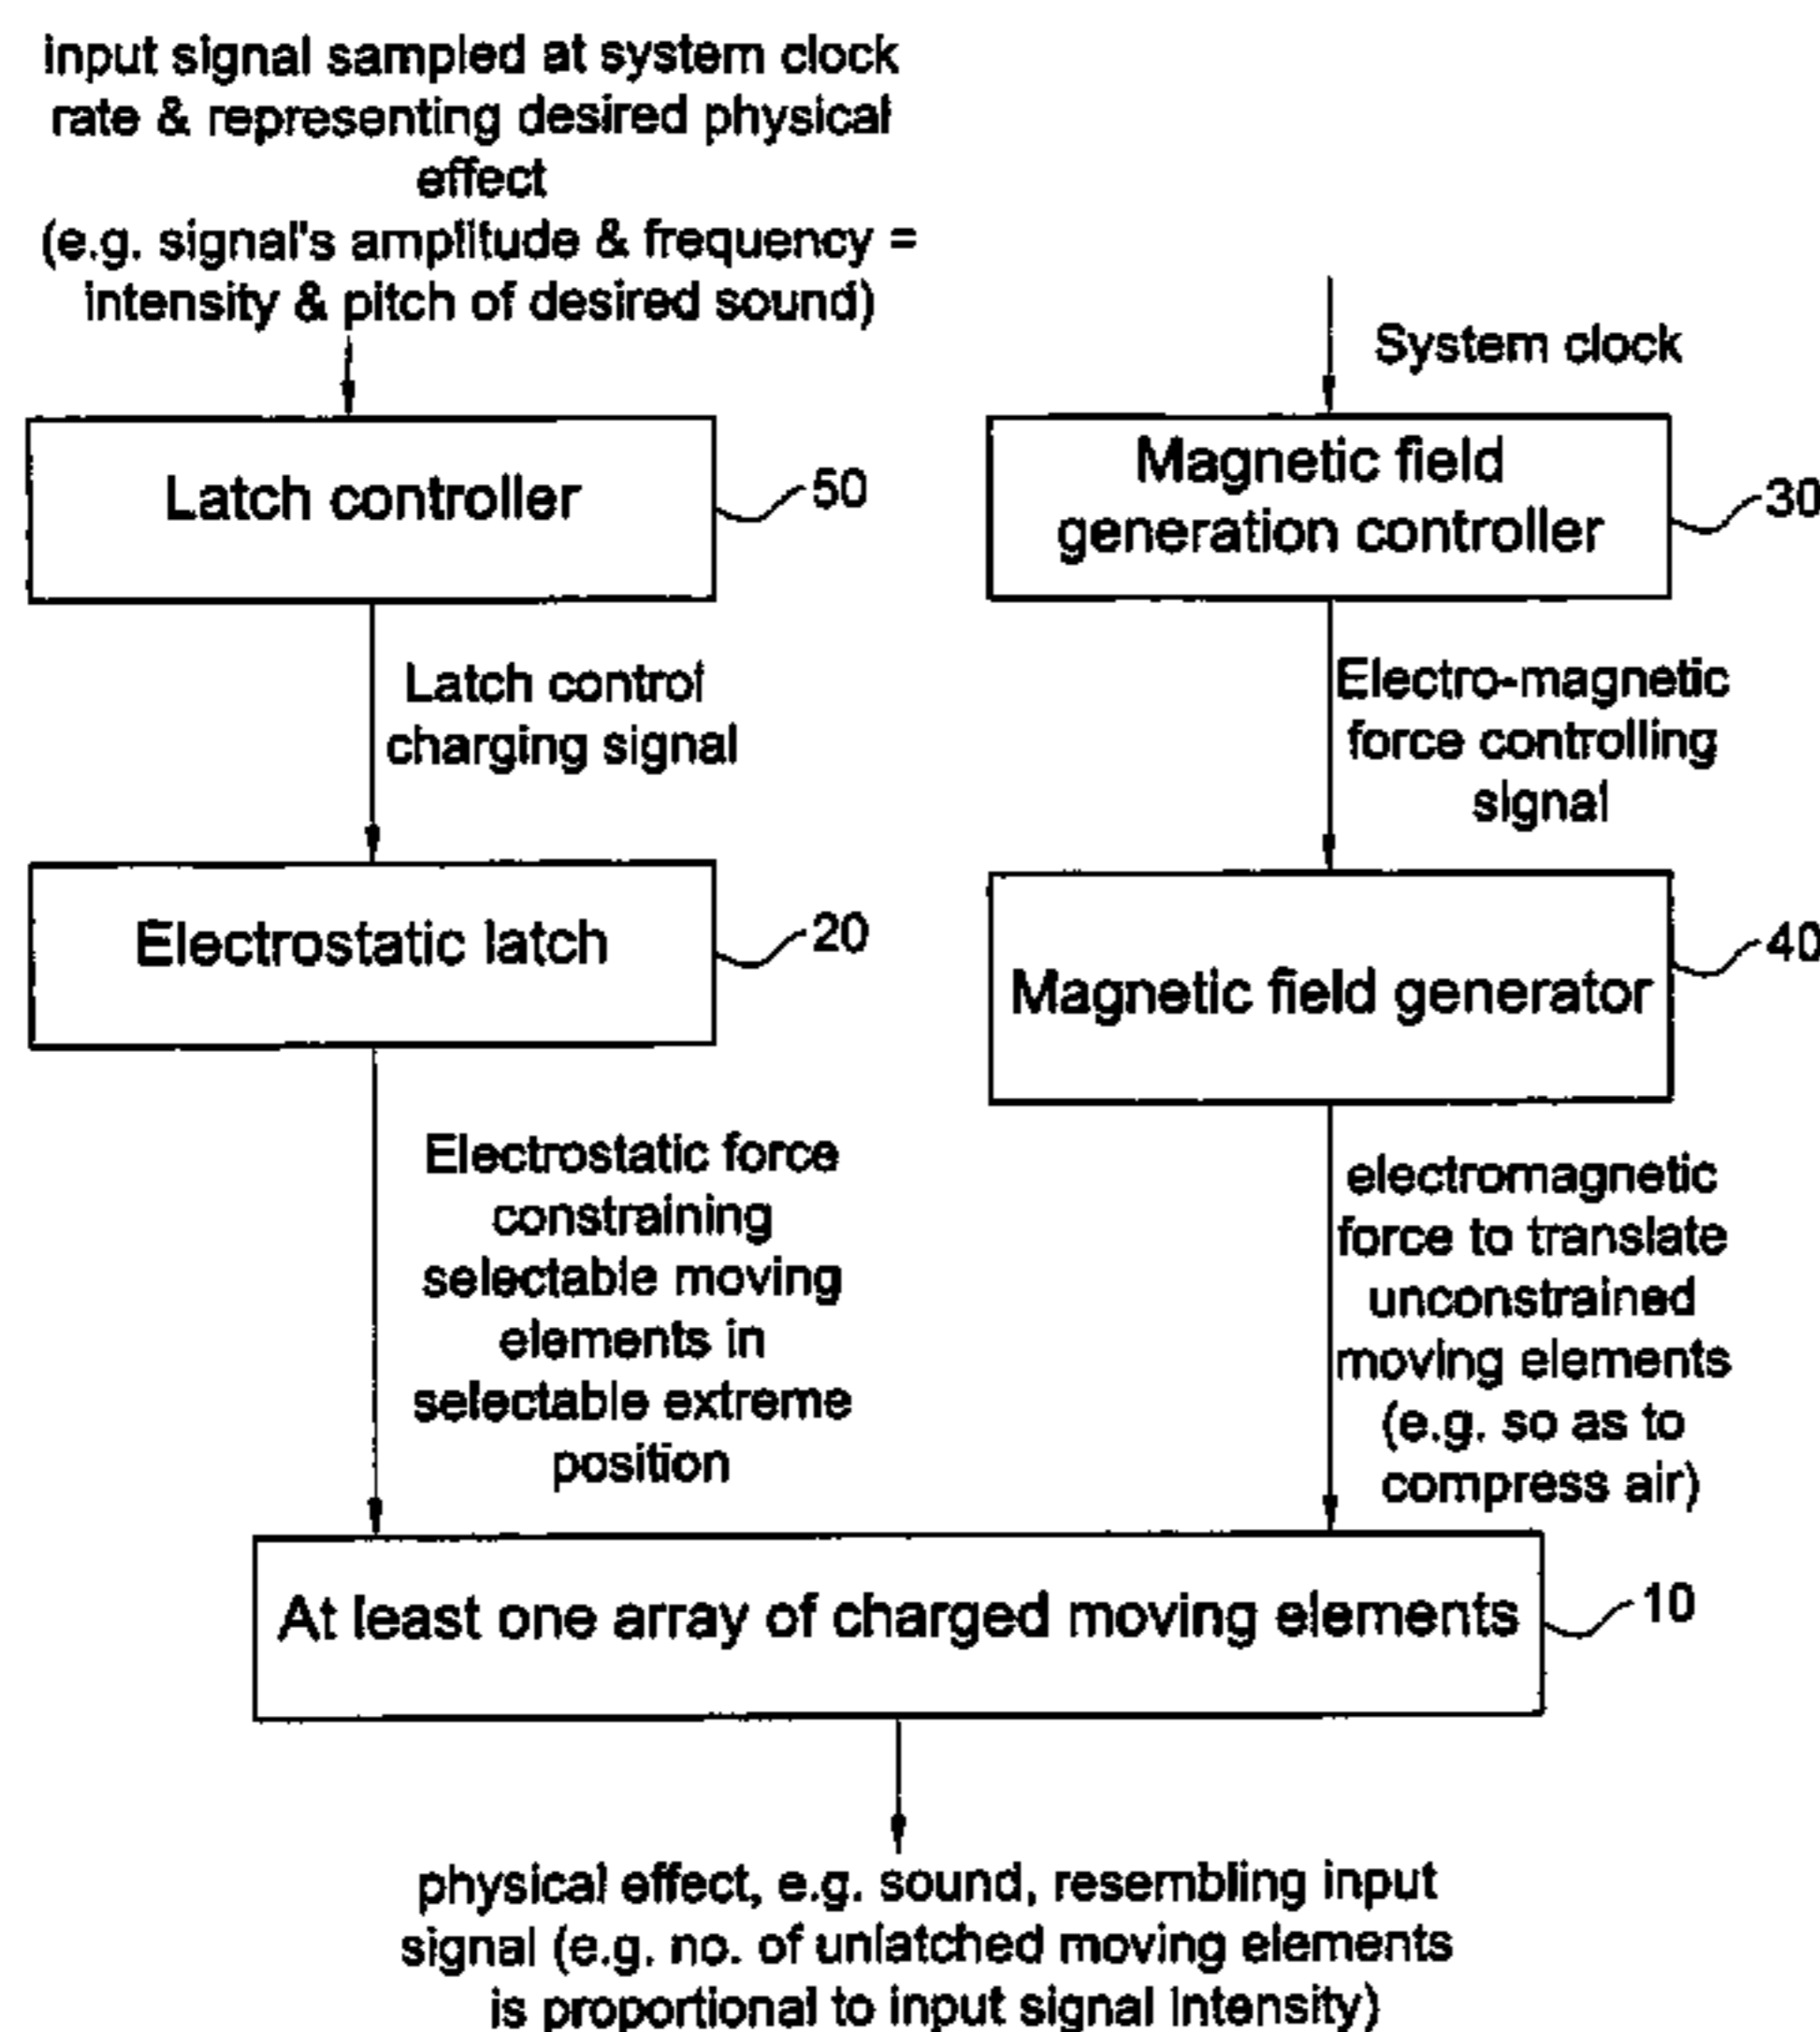 input signal sampled at system clock
rate & representing desired physical
effect
(e.g. signal's amplitude & frequency =
intensity & pitch of desired sound)
System clock
Latch controller
50
Magnetic field
generation controller
30
Latch control
charging signal
Electro-magnetic
force controlling
signal
Electrostatic latch
20
Magnetic field generator
40
Electrostatic force
constraining
selectable moving
elements in
selectable extreme
position
electromagnetic
force to translate
unconstrained
moving elements
(e.g. so as to
compress air)
At least one array of charged moving elements
10
physical effect, e.g. sound, resembling input
signal (e.g. no. of unlatched moving elements
is proportional to input signal intensity)